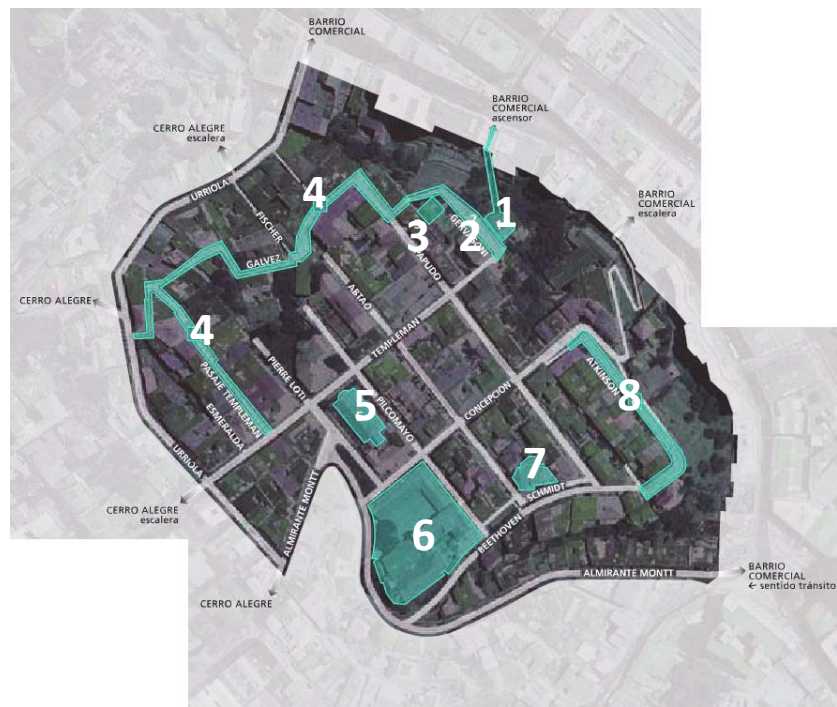 BARRIO
COMERCIAL
BARRIO
COMERCIAL
ascensor
CERRO ALEGRE
escalera
URRIOLA
4
1
BARRIO
COMERCIAL
escalera
FISCHER
3
2
GERVASONI
PAPUDO
GALVEZ
CERRO ALEGRE
ABTAO
4
TEMPLEMAN
PIERRE LOTI
PASAJE TEMPLEMAN
ESMERALDA
ATKINSON
8
CONCEPCION
5
PILCOMAYO
URRIOLA
7
SCHMIDT
CERRO ALEGRE
escalera
ALMIRANTE MONTT
6
BEETHOVEN
ALMIRANTE MONTT
BARRIO
COMERCIAL
← sentido tránsito
CERRO ALEGRE